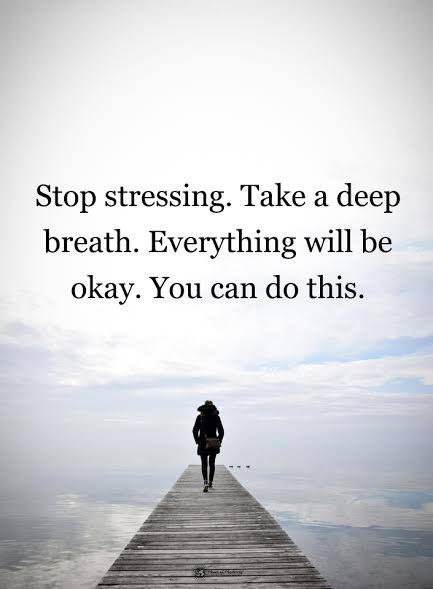 Stop stressing. Take a deep
breath. Everything will be
okay. You can do this.